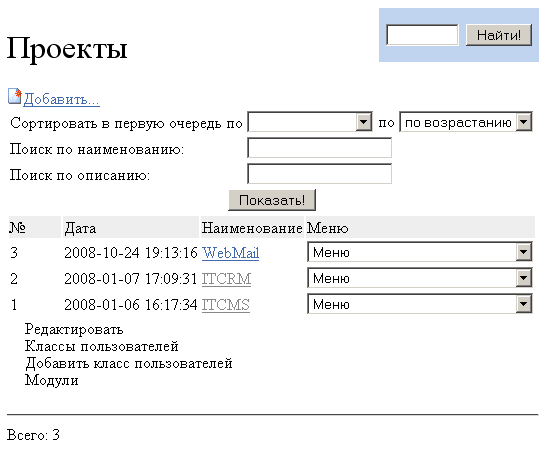 Найти!
Проекты
Добавить...
Сортировать в первую очередь по по по возрастанию
Поиск по наименованию:
Поиск по описанию:
Показать!
№ Дата Наименование Меню
3 2008-10-24 19:13:16 WebMail Меню
2 2008-01-07 17:09:31 ITCRM Меню
1 2008-01-06 16:17:34 ITCMS Меню
Редактировать
Классы пользователей
Добавить класс пользователей
Модули
Всего: 3